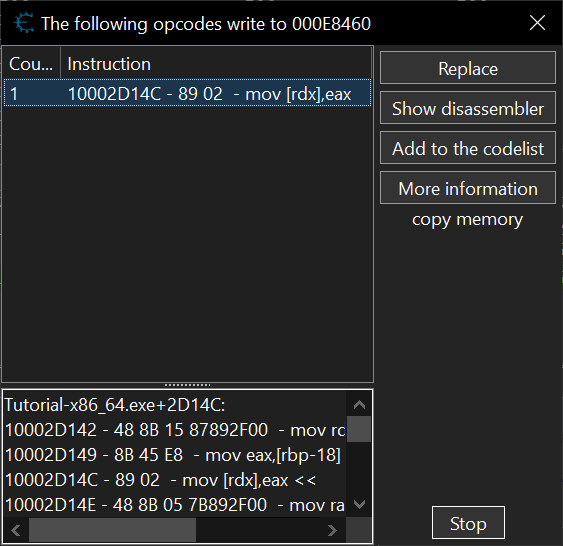 The following opcodes write to 000E8460
Cou... Instruction
1 10002D14C - 89 02 - mov [rdx],eax
Replace
Show disassembler
Add to the codelist
More information
copy memory
Tutorial-x86_64.exe+2D14C:
10002D142 - 48 8B 15 87892F00 - mov
10002D149 - 8B 45 E8 - mov eax,[rbp-18]
10002D14C - 89 02 - mov [rdx],eax <<
10002D14E - 48 8B 05 7B892F00 - mov
Stop